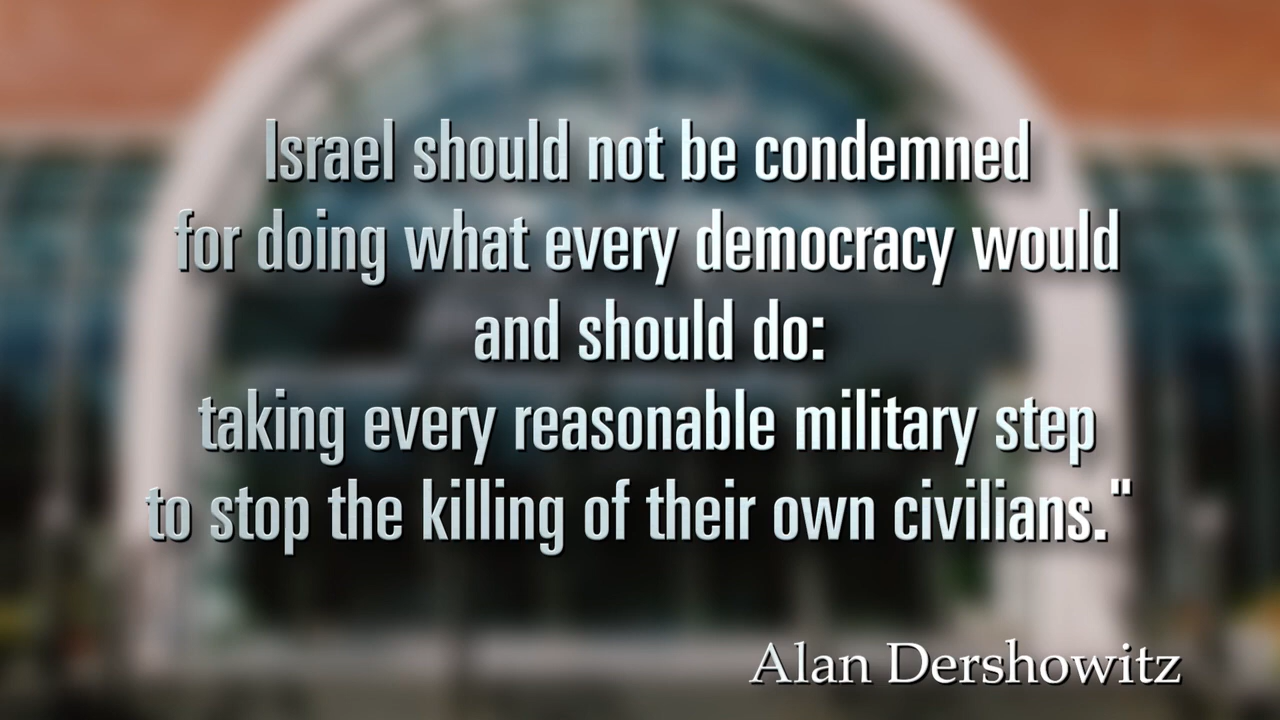 Israel should not be condemned
for doing what every democracy would
and should do:
taking every reasonable military step
to stop the killing of their own civilians."
Alan Dershowitz